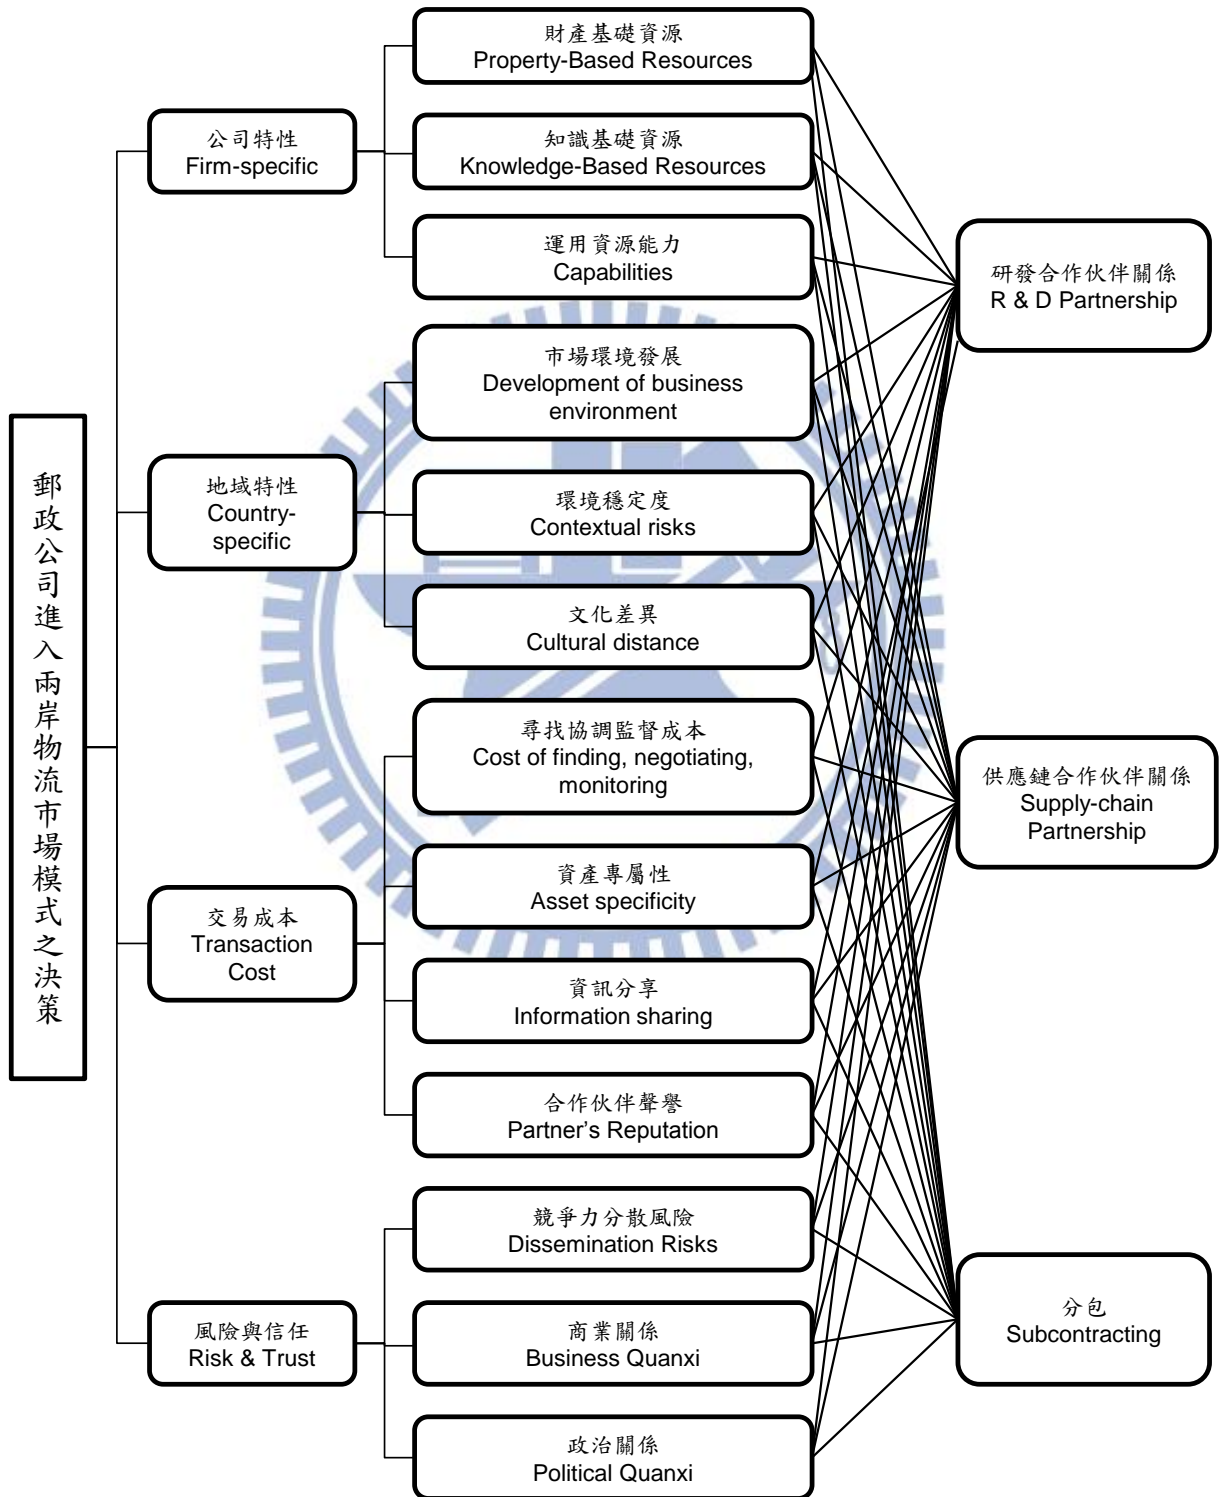 郵政公司進入兩岸物流市場模式之決策
公司特性
Firm-specific
地域特性
Country-
specific
交易成本
Transaction
Cost
風險與信任
Risk & Trust
財產基礎資源
Property-Based Resources
知識基礎資源
Knowledge-Based Resources
運用資源能力
Capabilities
市場環境發展
Development of business
environment
環境穩定度
Contextual risks
文化差異
Cultural distance
尋找協調監督成本
Cost of finding, negotiating,
monitoring
資產專屬性
Asset specificity
資訊分享
Information sharing
合作伙伴聲譽
Partner’s Reputation
競爭力分散風險
Dissemination Risks
商業關係
Business Quanxi
政治關係
Political Quanxi
研發合作伙伴關係
R & D Partnership
供應鏈合作伙伴關係
Supply-chain
Partnership
分包
Subcontracting